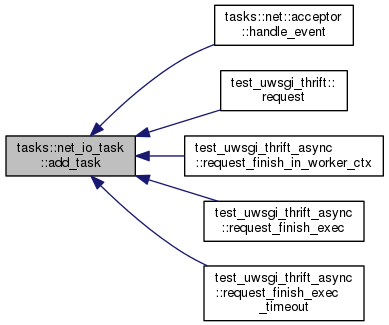 tasks::net::acceptor
::handle_event
test_uwsgi_thrift::
request
tasks::net_io_task
::add_task
test_uwsgi_thrift_async
::request_finish_in_worker_ctx
test_uwsgi_thrift_async
::request_finish_exec
test_uwsgi_thrift_async
::request_finish_exec
_timeout